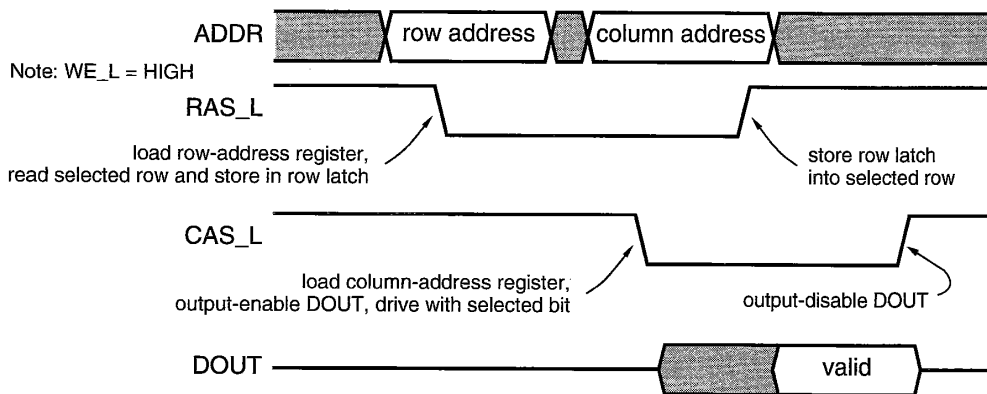 ADDR
row address
column address
Note: WE_L = HIGH
RAS_L
load row-address register,
read selected row and store in row latch
store row latch
into selected row
CAS_L
load column-address register,
output-enable DOUT, drive with selected bit
output-disable DOUT
DOUT
valid